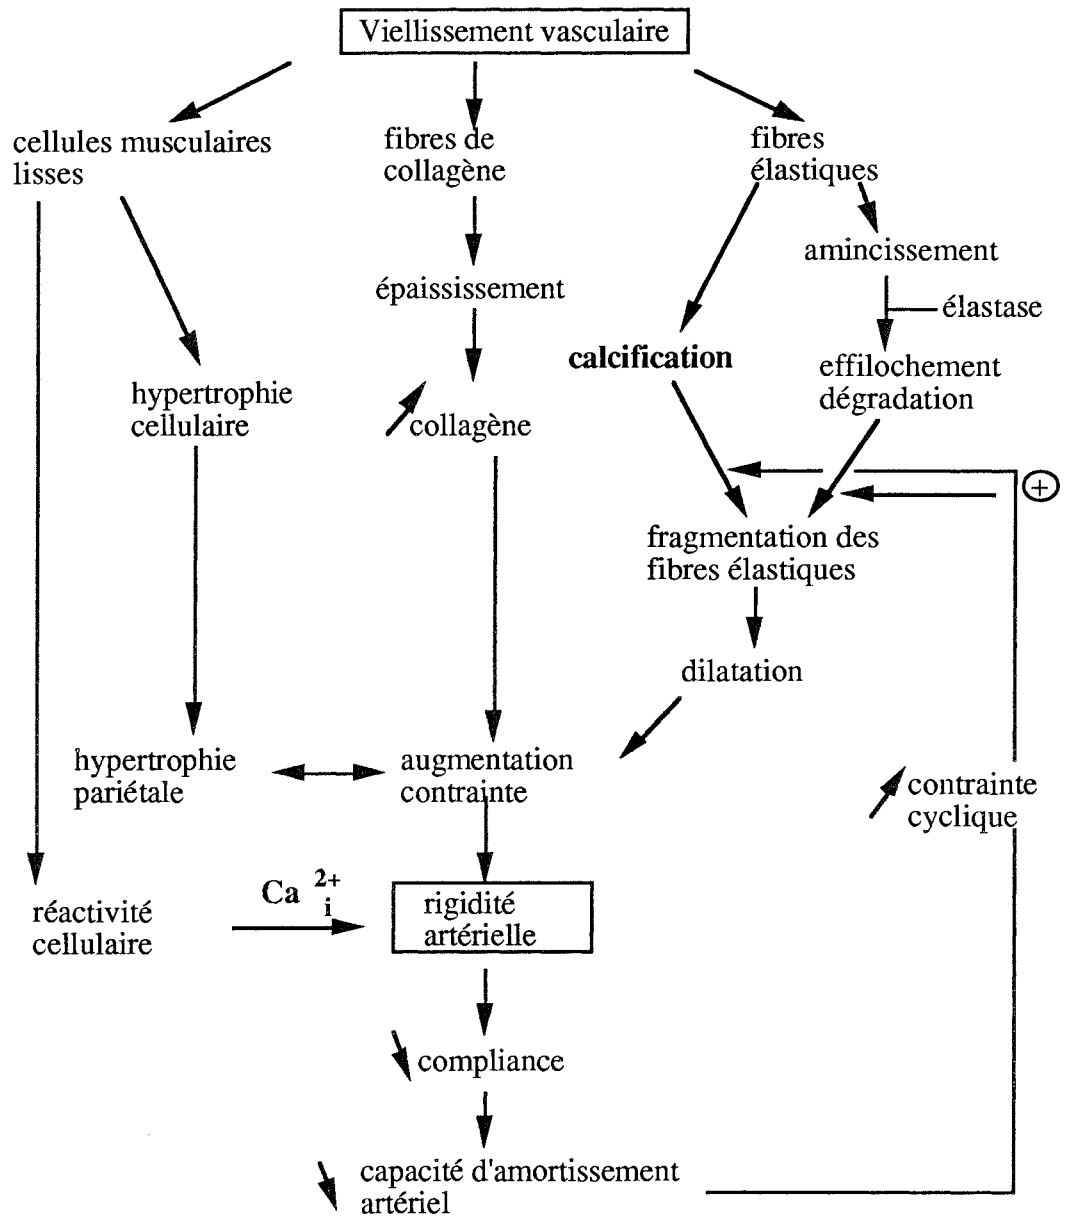 Viellissement vasculaire
cellules musculaires
lisses
fibres de
collagène
fibres
élastiques
amincissement
épaississement
élastase
calcification
effilochement
dégradation
hypertrophie
cellulaire
collagène
+
fragmentation des
fibres élastiques
dilatation
hypertrophie
pariétale
augmentation
contrainte
contrainte
cyclique
Ca 2+ i
réactivité
cellulaire
rigidité
artérielle
compliance
capacité d'amortissement
artériel